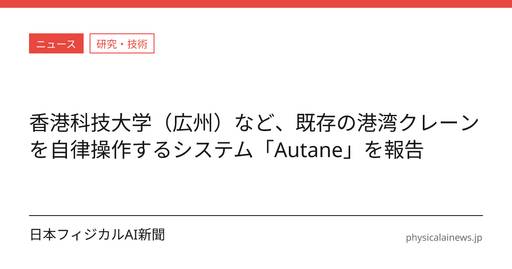 ニュース
研究・技術
香港科技大学（広州）など、既存の港湾クレーン
を自律操作するシステム「Autane」を報告
日本フィジカルAI新聞
physicalainews.jp